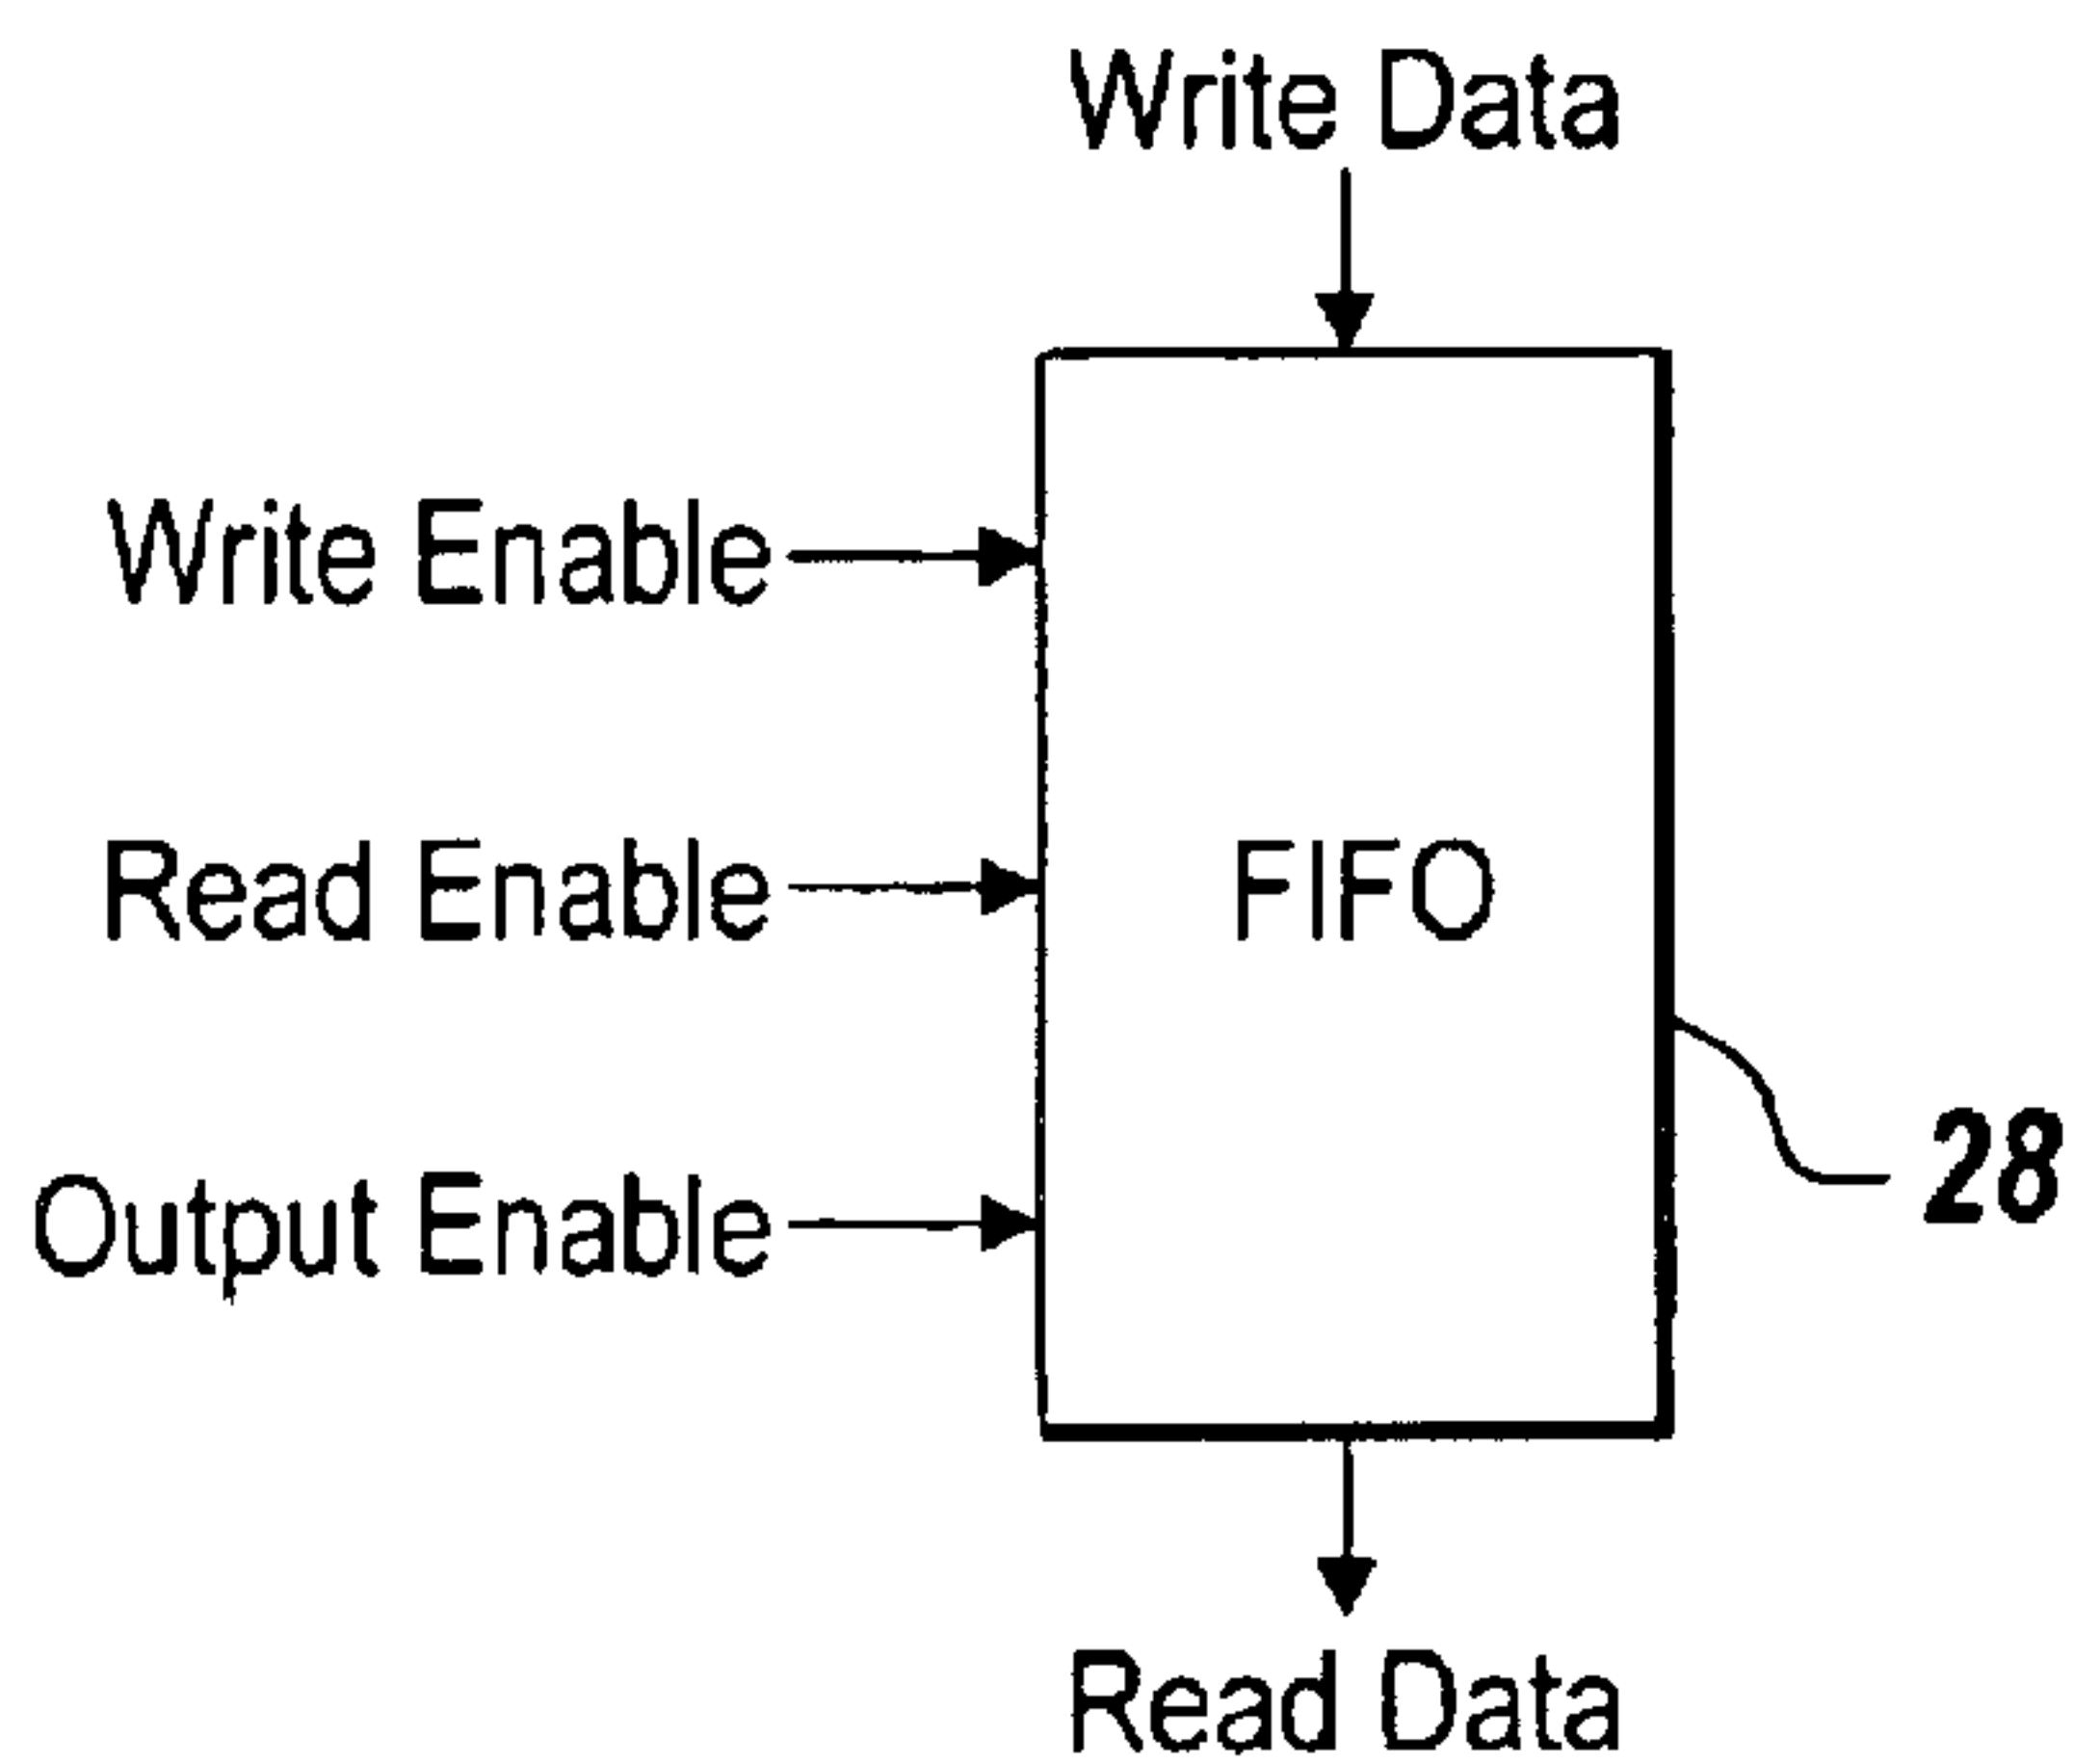 Write Data
Write Enable
Read Enable
FIFO
Output Enable
28
Read Data